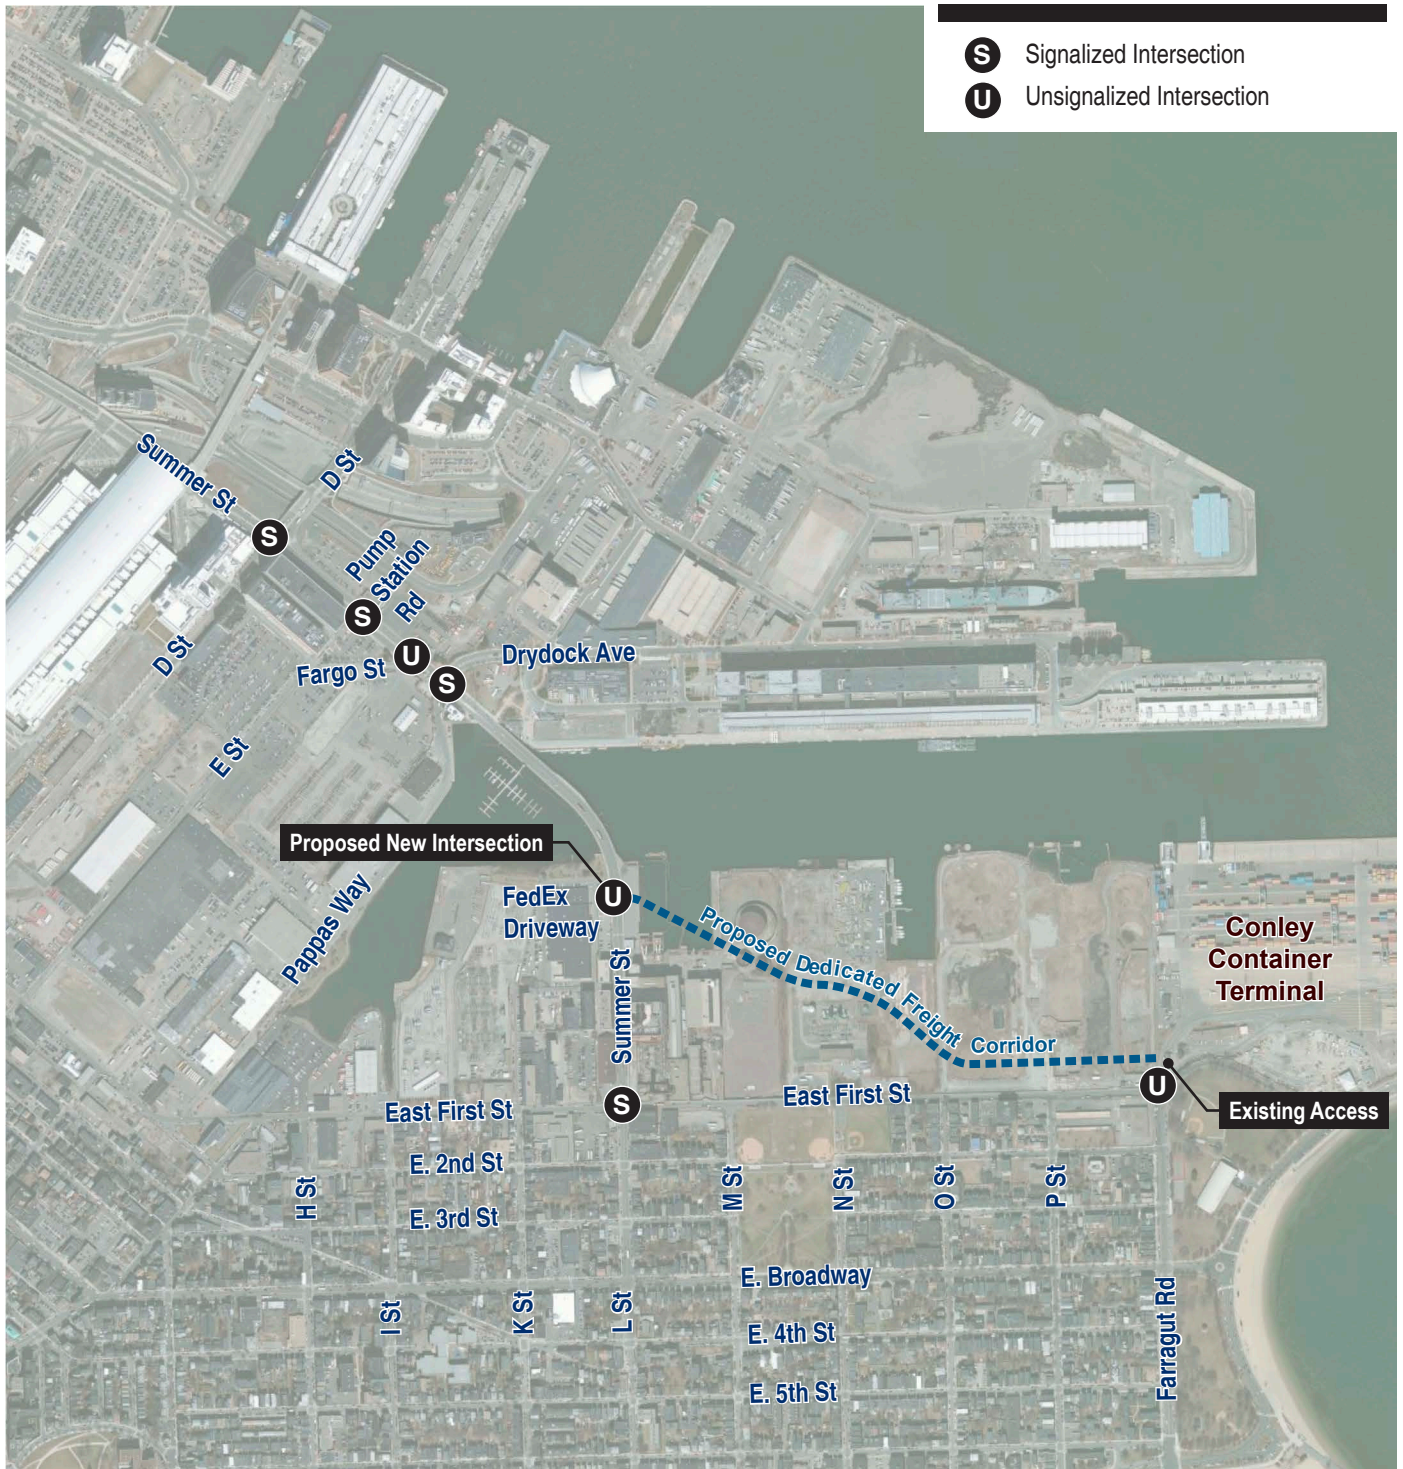 S Signalized Intersection
U Unsignalized Intersection
Summer St
D St
S
Pump
Station
Rd
S
D St
Fargo St
U
S
Drydock Ave
E St
Proposed New Intersection
Pappas Way
FedEx
Driveway
U
Proposed Dedicated Freight Corridor
Conley
Container
Terminal
Summer St
East First St
S
East First St
U
Existing Access
E. 2nd St
H St
E. 3rd St
M St
N St
O St
P St
E. Broadway
I St
K St
L St
E. 4th St
Farragut Rd
E. 5th St